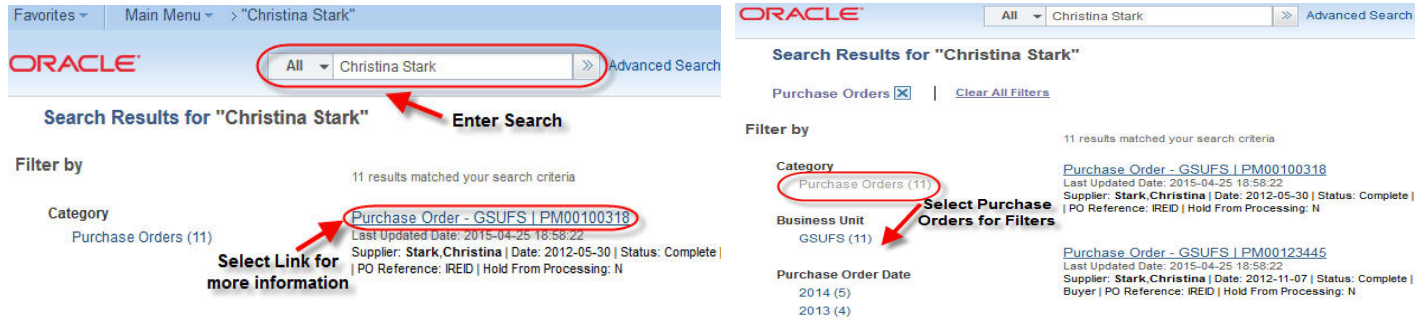 Favorites Main Menu > "Christina Stark"
ORACLE All Christina Stark » Advanced Search
Enter Search
Search Results for "Christina Stark"
Filter by
11 results matched your search criteria
Category
Purchase Orders (11)
Purchase Order - GSUFS | PM00100318
Last Updated Date: 2015-04-25 18:58:22
Supplier: Stark,Christina | Date: 2012-05-30 | Status: Complete |
| PO Reference: IREID | Hold From Processing: N
Select Link for
more information
ORACLE All Christina Stark » Advanced Search
Search Results for "Christina Stark"
Purchase Orders | Clear All Filters
Filter by
11 results matched your search criteria
Category
Purchase Orders (11)
Select Purchase
Orders for Filters
Business Unit
GSUFS (11)
Purchase Order Date
2014 (5)
2013 (4)
Purchase Order - GSUFS | PM00100318
Last Updated Date: 2015-04-25 18:58:22
Supplier: Stark,Christina | Date: 2012-05-30 | Status: Complete |
| PO Reference: IREID | Hold From Processing: N
Purchase Order - GSUFS | PM00123445
Last Updated Date: 2015-04-25 18:58:22
Supplier: Stark,Christina | Date: 2012-11-07 | Status: Complete |
Buyer | PO Reference: IREID | Hold From Processing: N